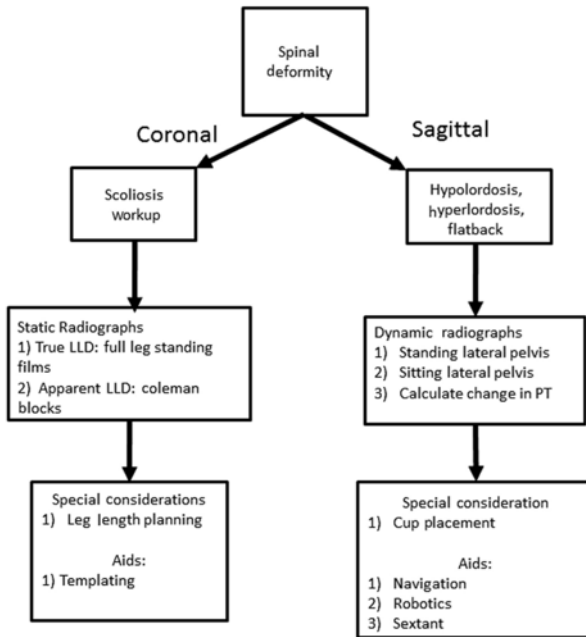 Spinal
deformity
Coronal
Sagittal
Scoliosis
workup
Hypolordosis,
hyperlordosis,
flatback
Static Radiographs
1) True LLD: full leg standing
films
2) Apparent LLD: coleman
blocks
Dynamic radiographs
1) Standing lateral pelvis
2) Sitting lateral pelvis
3) Calculate change in PT
Special considerations
1) Leg length planning
Aids:
1) Templating
Special consideration
1) Cup placement
Aids:
1) Navigation
2) Robotics
3) Sextant